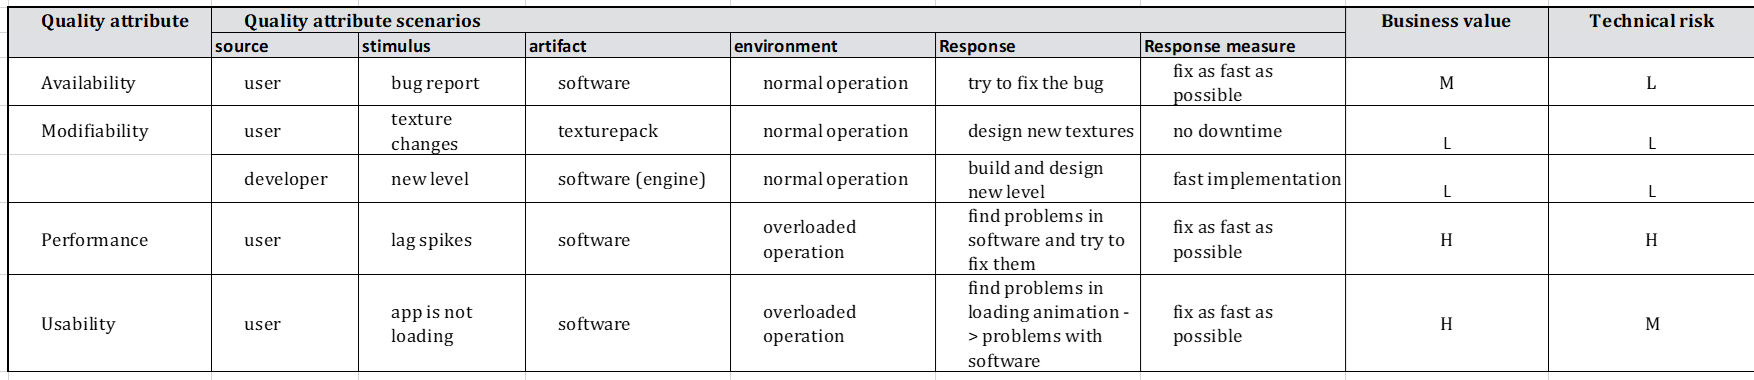 Quality attribute Quality attribute scenarios Business value Technical risk
source stimulus artifact environment Response Response measure
Availability user bug report software normal operation try to fix the bug fix as fast as possible M L
Modifiability user texture changes texturepack normal operation design new textures no downtime L L
developer new level software (engine) normal operation build and design new level fast implementation L L
Performance user lag spikes software overloaded operation find problems in software and try to fix them fix as fast as possible H H
Usability user app is not loading software overloaded operation find problems in loading animation -> problems with software fix as fast as possible H M